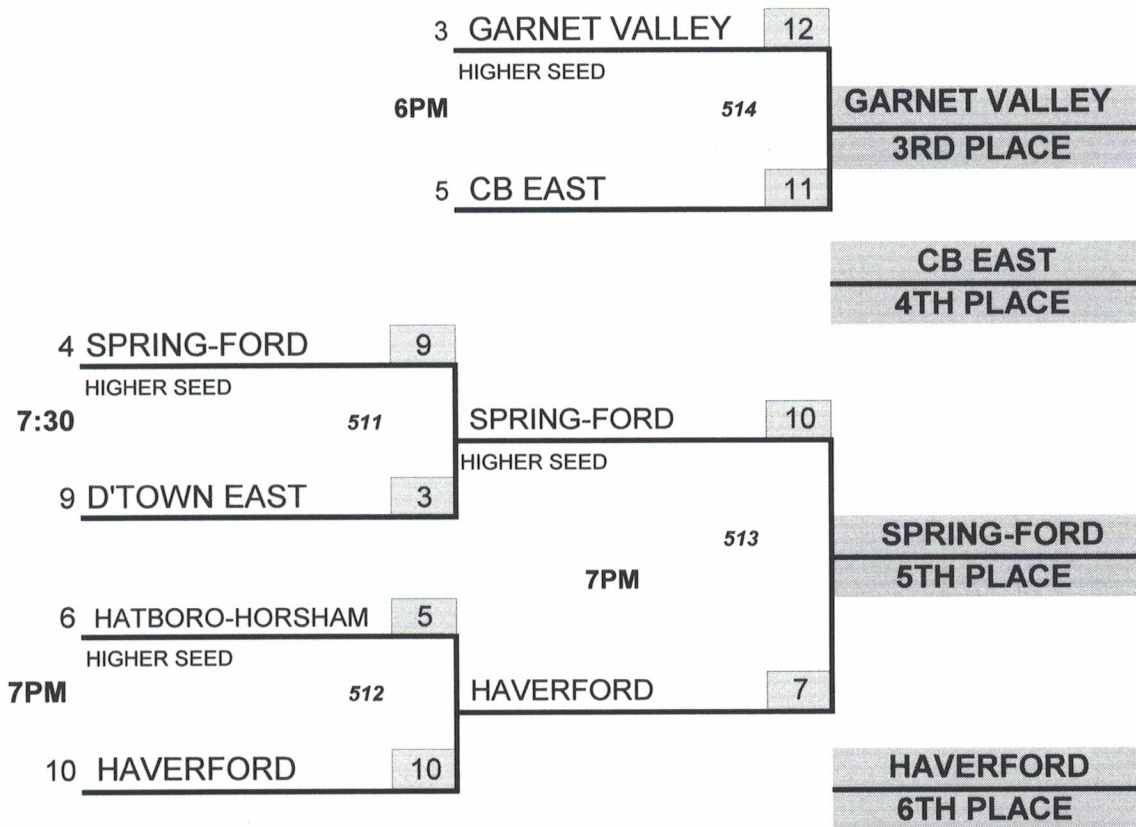 3 GARNET VALLEY 12
HIGHER SEED
6PM 514
GARNET VALLEY
3RD PLACE
5 CB EAST 11
CB EAST
4TH PLACE
4 SPRING-FORD 9
HIGHER SEED
7:30 511
SPRING-FORD 10
HIGHER SEED
9 D'TOWN EAST 3
513
7PM
SPRING-FORD
5TH PLACE
6 HATBORO-HORSHAM 5
HIGHER SEED
7PM 512
HAVERFORD 7
10 HAVERFORD 10
HAVERFORD
6TH PLACE